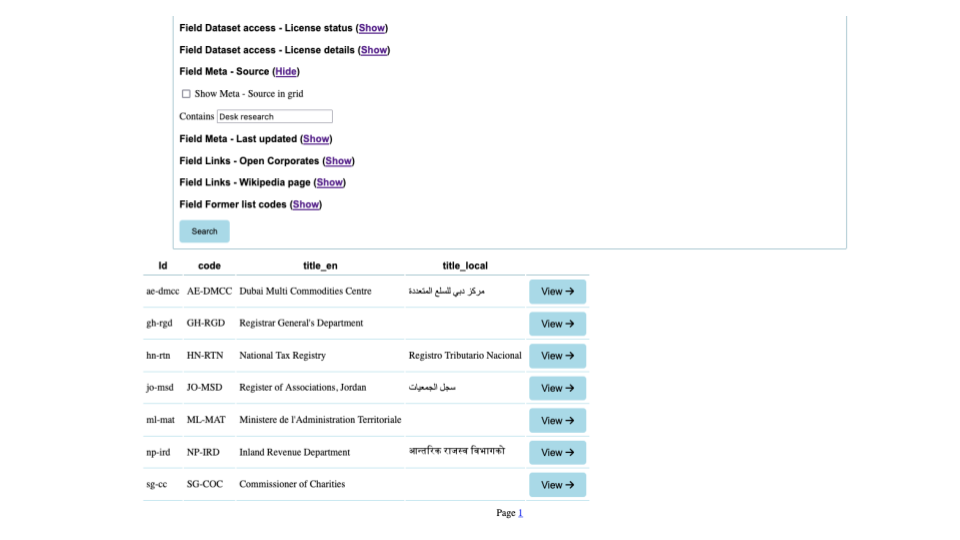 Field Dataset access - License status (Show)
Field Dataset access - License details (Show)
Field Meta - Source (Hide)
Show Meta - Source in grid
Contains Desk research
Field Meta - Last updated (Show)
Field Links - Open Corporates (Show)
Field Links - Wikipedia page (Show)
Field Former list codes (Show)
Search
Id code title_en title_local
ae-dmcc AE-DMCC Dubai Multi Commodities Centre مركز دبي للسلع المتعددة View →
gh-rgd GH-RGD Registrar General's Department View →
hn-rtn HN-RTN National Tax Registry Registro Tributario Nacional View →
jo-msd JO-MSD Register of Associations, Jordan سجل الجمعيات View →
ml-mat ML-MAT Ministere de l'Administration Territoriale View →
np-ird NP-IRD Inland Revenue Department आन्तरिक राजस्व विभागको View →
sg-cc SG-COC Commissioner of Charities View →
Page 1